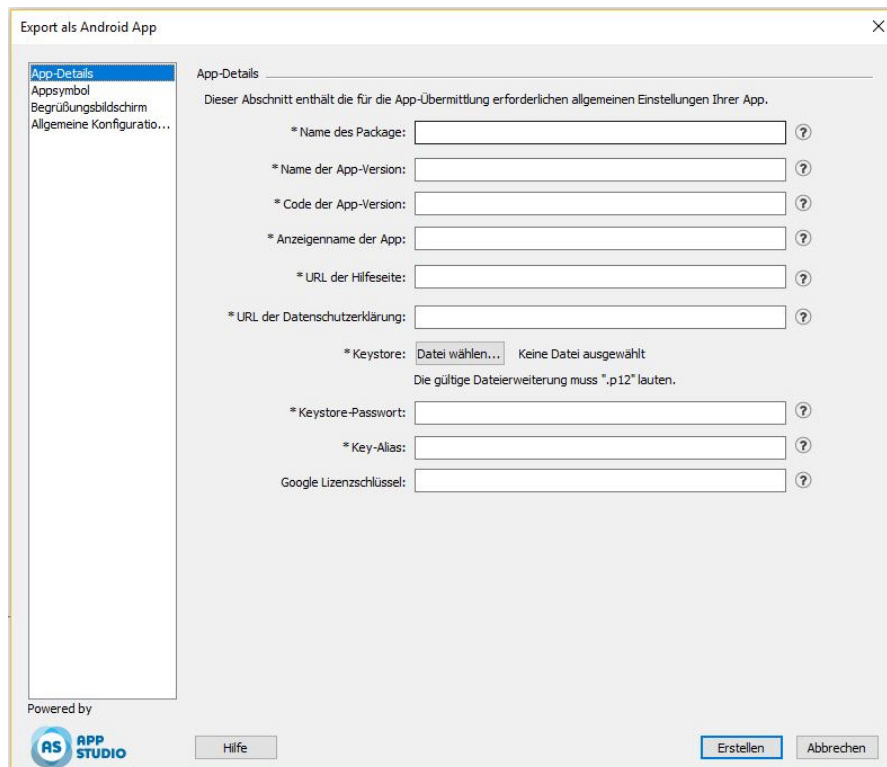 Export als Android App
App-Details
Appsymbol
Begrüßungsbildschirm
Allgemeine Konfiguratio...
App-Details
Dieser Abschnitt enthält die für die App-Übermittlung erforderlichen allgemeinen Einstellungen Ihrer App.
* Name des Package:
* Name der App-Version:
* Code der App-Version:
* Anzeigenname der App:
* URL der Hilfeseite:
* URL der Datenschutzerklärung:
* Keystore: Datei wählen... Keine Datei ausgewählt
Die gültige Dateierweiterung muss ".p12" lauten.
* Keystore-Passwort:
* Key-Alias:
Google Lizenzschlüssel:
Powered by
AS APP STUDIO
Hilfe
Erstellen
Abbrechen